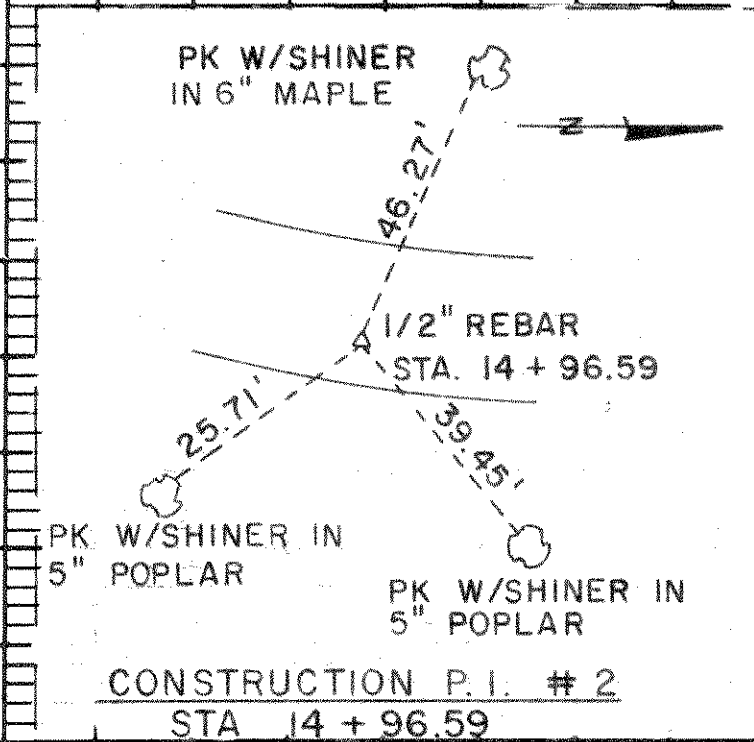 PK W/SHINER
IN 6" MAPLE
N
46.27'
1/2" REBAR
STA. 14 + 96.59
25.71'
39.45'
PK W/SHINER IN
5" POPLAR
PK W/SHINER IN
5" POPLAR
CONSTRUCTION P. I. # 2
STA 14 + 96.59